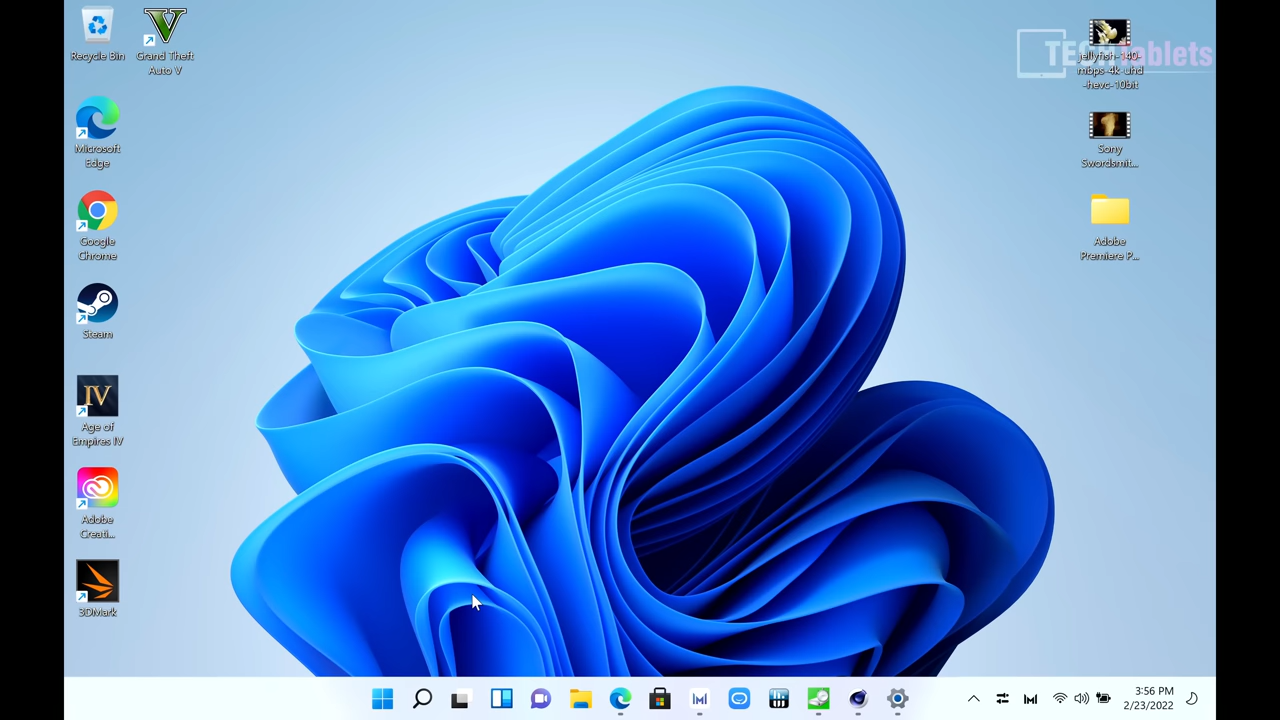 Recycle Bin
Grand Theft
Auto V
Microsoft
Edge
Google
Chrome
Steam
IV
Age of
Empires IV
Adobe
Creati...
3DMark
TECHTablets
jellyfish-140-
mbps-4k-uhd
-hevc-10bit
Sony
Swordsmit...
Adobe
Premiere P...
3:56 PM
2/23/2022